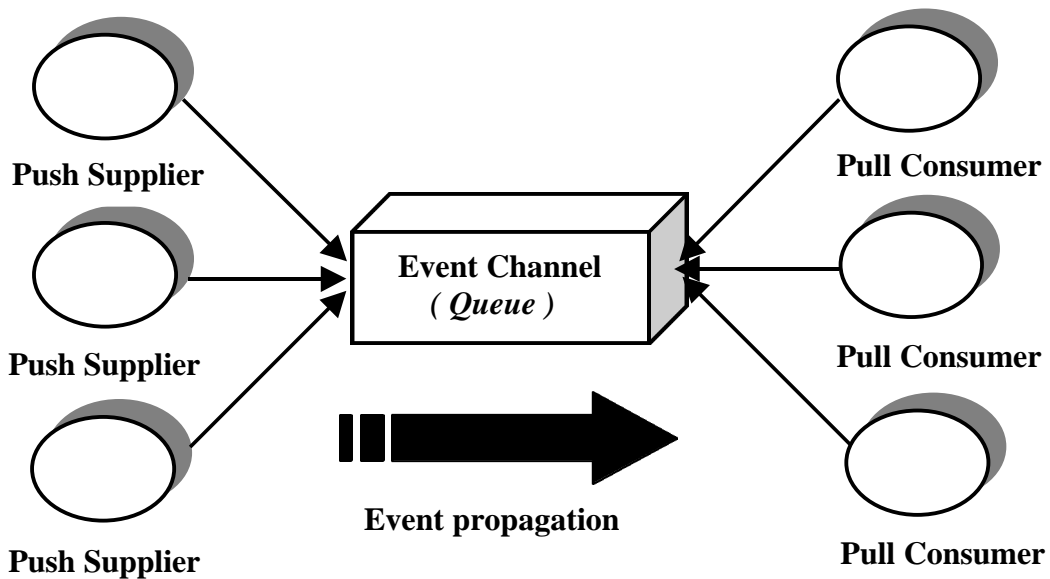 Push Supplier
Pull Consumer
Event Channel
( Queue )
Push Supplier
Pull Consumer
Event propagation
Push Supplier
Pull Consumer